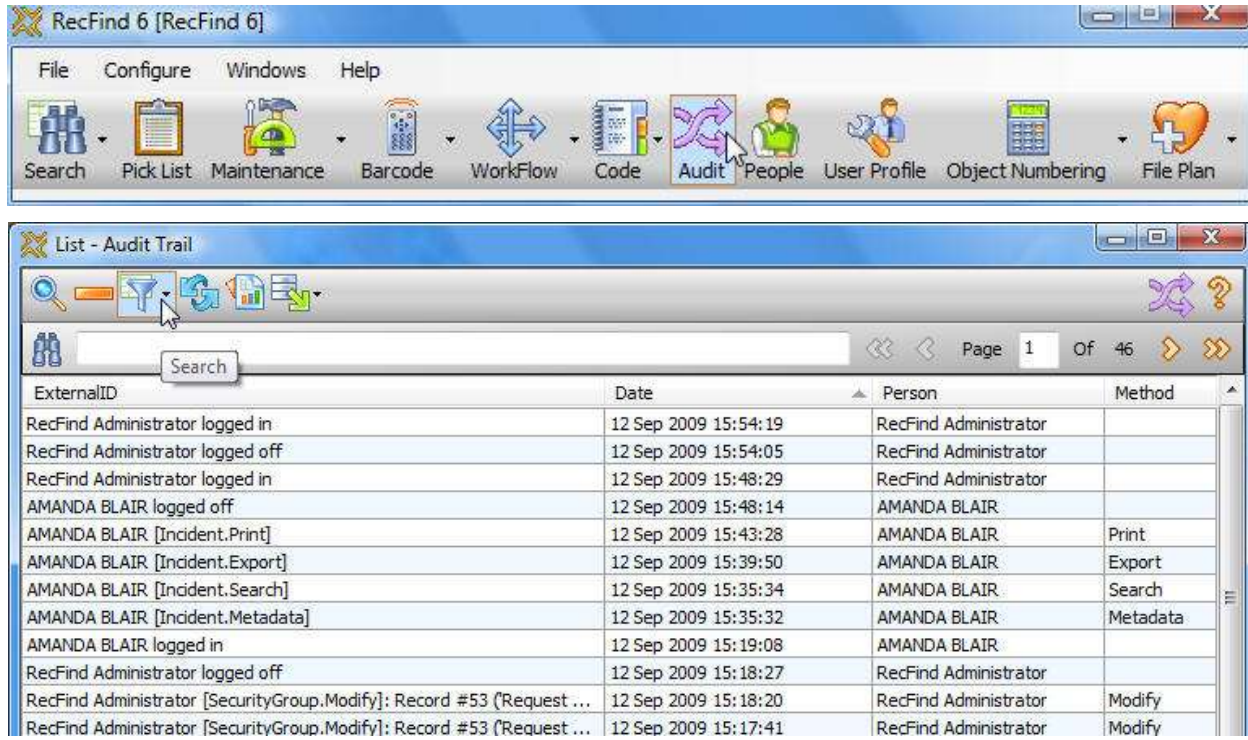 RecFind 6 [RecFind 6]
File Configure Windows Help
Search Pick List Maintenance Barcode WorkFlow Code Audit People User Profile Object Numbering File Plan
List - Audit Trail
Page 1 Of 46
Search
ExternalID Date Person Method
RecFind Administrator logged in 12 Sep 2009 15:54:19 RecFind Administrator
RecFind Administrator logged off 12 Sep 2009 15:54:05 RecFind Administrator
RecFind Administrator logged in 12 Sep 2009 15:48:29 RecFind Administrator
AMANDA BLAIR logged off 12 Sep 2009 15:48:14 AMANDA BLAIR
AMANDA BLAIR [Incident.Print] 12 Sep 2009 15:43:28 AMANDA BLAIR Print
AMANDA BLAIR [Incident.Export] 12 Sep 2009 15:39:50 AMANDA BLAIR Export
AMANDA BLAIR [Incident.Search] 12 Sep 2009 15:35:34 AMANDA BLAIR Search
AMANDA BLAIR [Incident.Metadata] 12 Sep 2009 15:35:32 AMANDA BLAIR Metadata
AMANDA BLAIR logged in 12 Sep 2009 15:19:08 AMANDA BLAIR
RecFind Administrator logged off 12 Sep 2009 15:18:27 RecFind Administrator
RecFind Administrator [SecurityGroup.Modify]: Record #53 ('Request ... 12 Sep 2009 15:18:20 RecFind Administrator Modify
RecFind Administrator [SecurityGroup.Modify]: Record #53 ('Request ... 12 Sep 2009 15:17:41 RecFind Administrator Modify